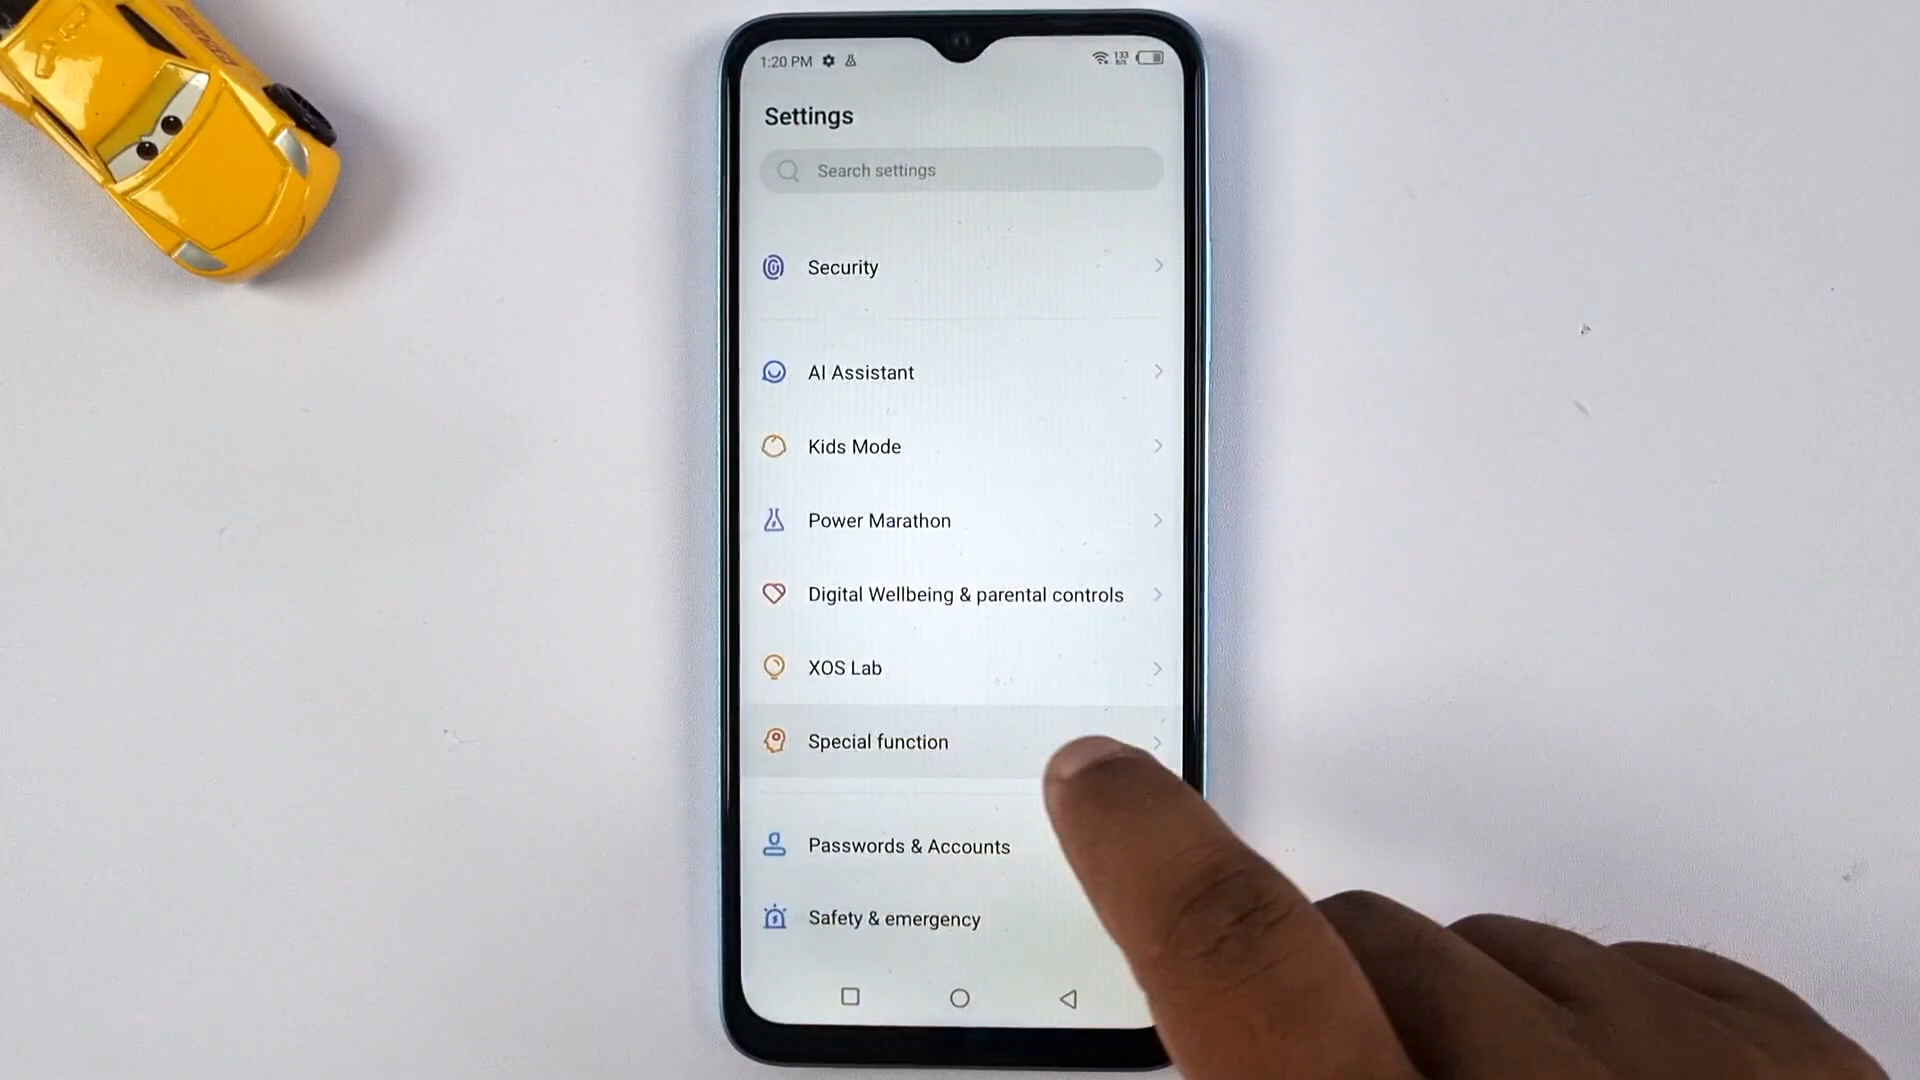 1:20 PM
133
B/S
Settings
Search settings
Security
AI Assistant
Kids Mode
Power Marathon
Digital Wellbeing & parental controls
XOS Lab
Special function
Passwords & Accounts
Safety & emergency